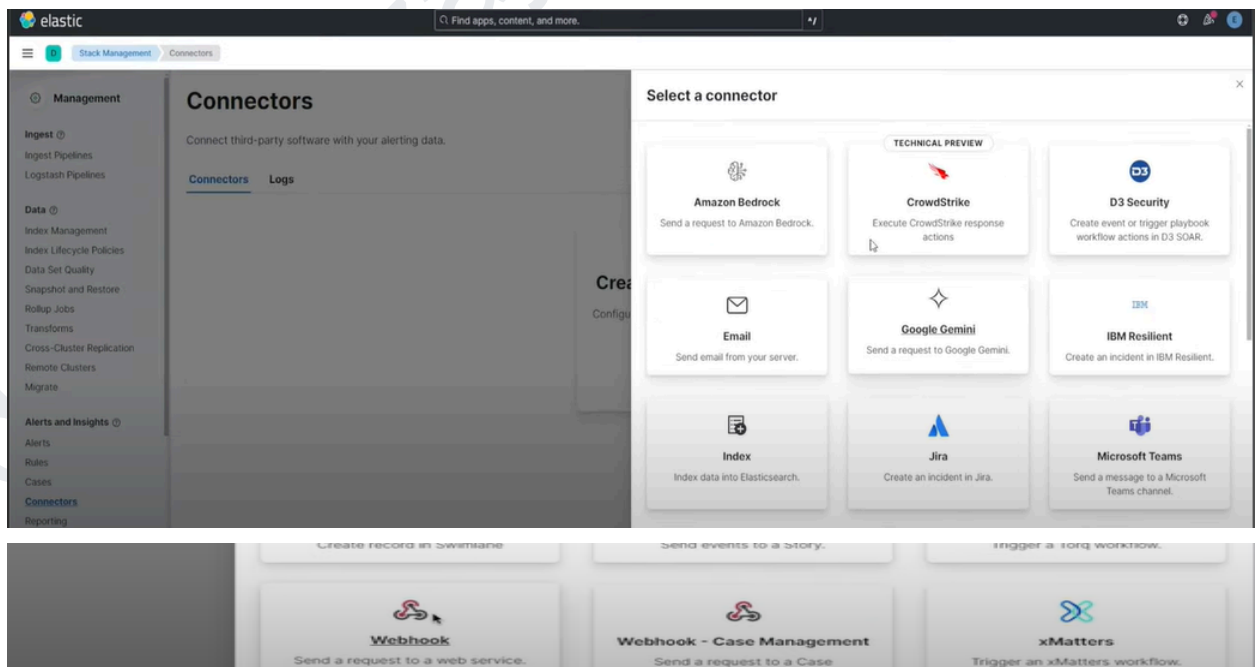 elastic
Find apps, content, and more.
^/
E
D
Stack Management
Connectors
Management
Ingest
Ingest Pipelines
Logstash Pipelines
Data
Index Management
Index Lifecycle Policies
Data Set Quality
Snapshot and Restore
Rollup Jobs
Transforms
Cross-Cluster Replication
Remote Clusters
Migrate
Alerts and Insights
Alerts
Rules
Cases
Connectors
Reporting
Connectors
Connect third-party software with your alerting data.
Connectors Logs
Crea
Configu
Select a connector
Amazon Bedrock
Send a request to Amazon Bedrock.
TECHNICAL PREVIEW
CrowdStrike
Execute CrowdStrike response
actions
D3
D3 Security
Create event or trigger playbook
workflow actions in D3 SOAR.
Email
Send email from your server.
Google Gemini
Send a request to Google Gemini.
IBM
IBM Resilient
Create an incident in IBM Resilient.
Index
Index data into Elasticsearch.
Jira
Create an incident in Jira.
Microsoft Teams
Send a message to a Microsoft
Teams channel.
Create record in Swimlane
Send events to a Story.
Trigger a Torq workflow.
Webhook
Send a request to a web service.
Webhook - Case Management
Send a request to a Case
xMatters
Trigger an xMatters workflow.